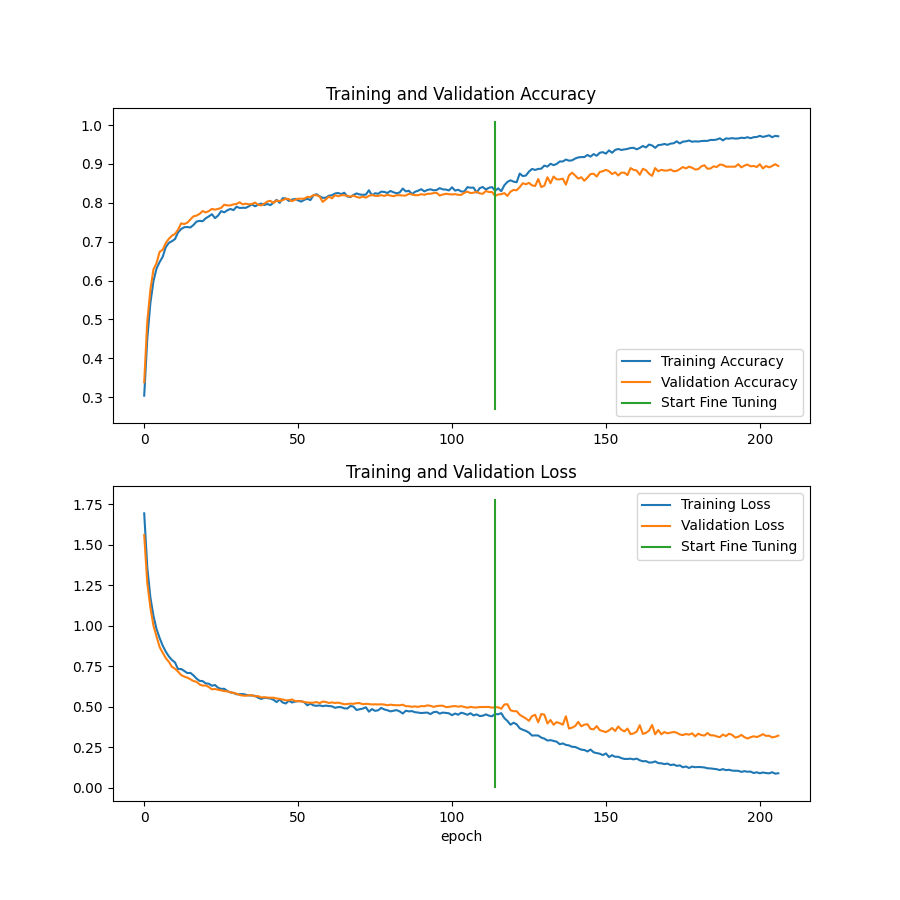 Training and Validation Accuracy
1.0
0.9
0.8
0.7
0.6
0.5
0.4
0.3
Training Accuracy
Validation Accuracy
Start Fine Tuning
0 50 100 150 200
Training and Validation Loss
1.75
1.50
1.25
1.00
0.75
0.50
0.25
0.00
Training Loss
Validation Loss
Start Fine Tuning
0 50 100 150 200
epoch